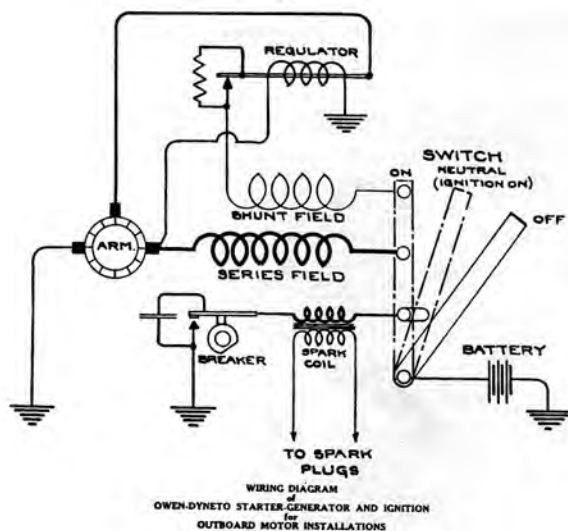 REGULATOR
ON
SWITCH
NEUTRAL
(IGNITION ON)
OFF
SHUNT FIELD
ARM.
SERIES FIELD
BREAKER
SPARK
COIL
BATTERY
TO SPARK
PLUGS
WIRING DIAGRAM
of
OWEN-DYNETO STARTER-GENERATOR AND IGNITION
for
OUTBOARD MOTOR INSTALLATIONS